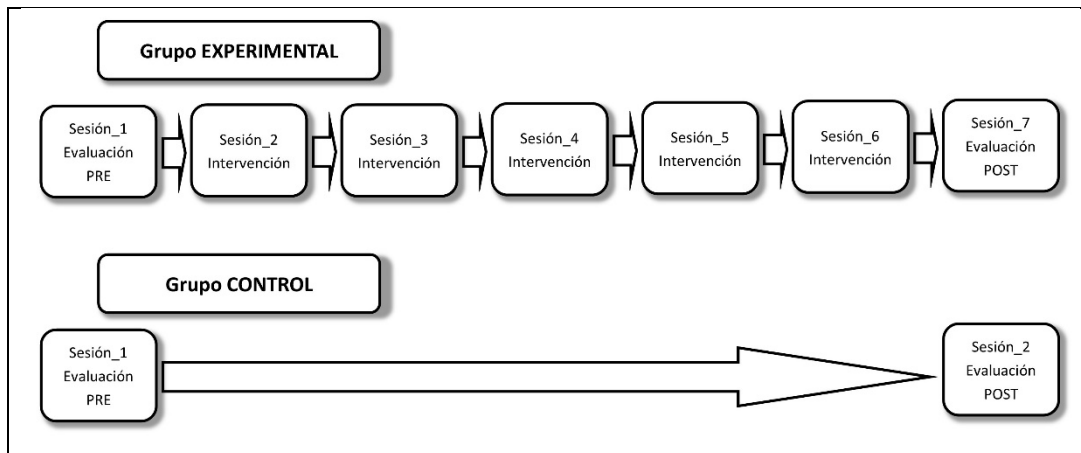 Grupo EXPERIMENTAL
Sesión_1
Evaluación
PRE
Sesión_2
Intervención
Sesión_3
Intervención
Sesión_4
Intervención
Sesión_5
Intervención
Sesión_6
Intervención
Sesión_7
Evaluación
POST
Grupo CONTROL
Sesión_1
Evaluación
PRE
Sesión_2
Evaluación
POST